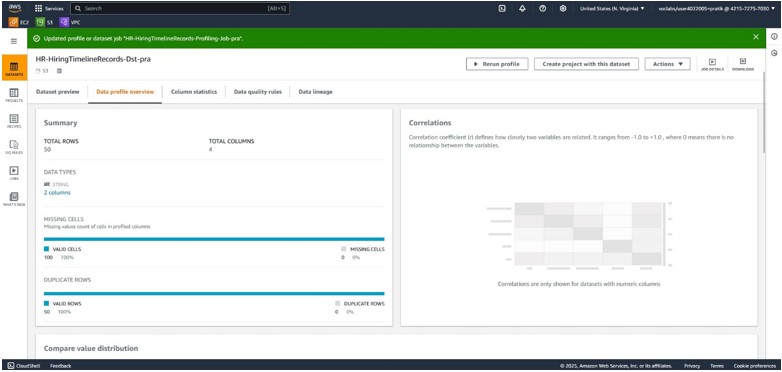 aws
Services
Search
[Alt+S]
United States (N. Virginia) ▼
voclabs/user4022005=pratik @ 4215-7275-7030 ▼
EC2
S3
VPC
Updated profile or dataset job "HR-HiringTimelineRecords-Profiling-Job-pra".
HR-HiringTimelineRecords-Dst-pra
S3
Rerun profile
Create project with this dataset
Actions ▼
JOB DETAILS
DOWNLOAD
DATASETS
PROJECTS
RECIPES
DQ RULES
JOBS
WHAT'S NEW
Dataset preview
Data profile overview
Column statistics
Data quality rules
Data lineage
Summary
TOTAL ROWS
50
TOTAL COLUMNS
4
DATA TYPES
ABC STRING
2 columns
MISSING CELLS
Missing values count of cells in profiled columns
VALID CELLS
100 100%
MISSING CELLS
0 0%
DUPLICATE ROWS
VALID ROWS
50 100%
DUPLICATE ROWS
0 0%
Correlations
Correlation coefficient (r) defines how closely two variables are related. It ranges from -1.0 to +1.0 , where 0 means there is no
relationship between the variables.
Correlations are only shown for datasets with numeric columns
Compare value distribution
CloudShell
Feedback
© 2025, Amazon Web Services, Inc. or its affiliates.
Privacy
Terms
Cookie preferences